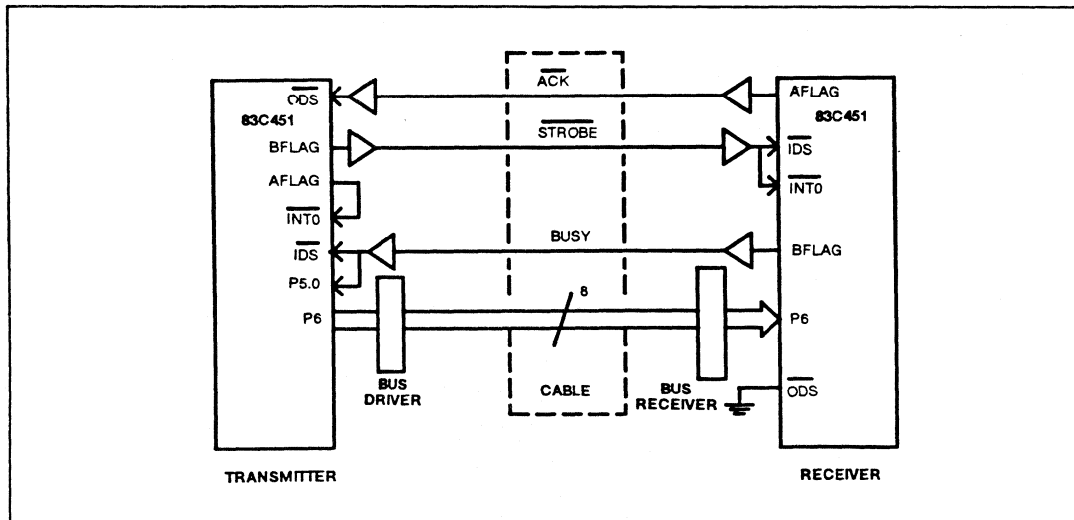 ACK
ODS
AFLAG
83C451
83C451
BFLAG
STROBE
IDS
AFLAG
INT0
INT0
IDS
BUSY
BFLAG
P5.0
8
P6
P6
BUS
DRIVER
CABLE
BUS
RECEIVER
ODS
TRANSMITTER
RECEIVER